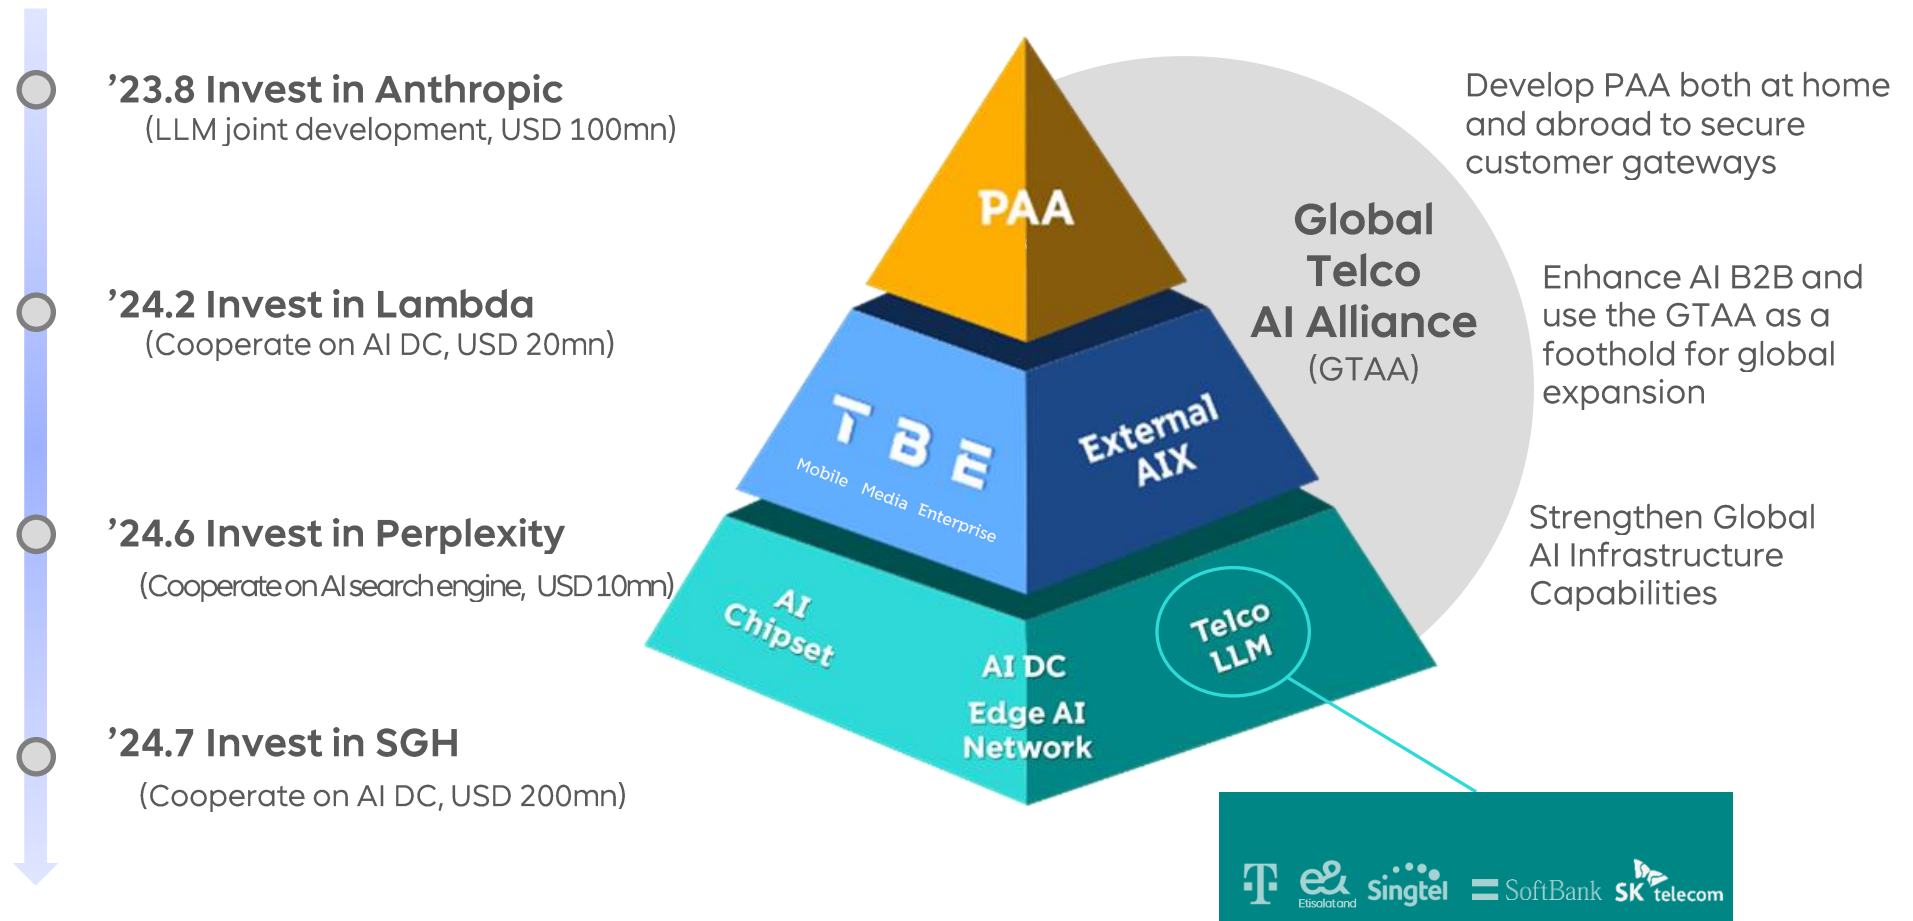 ’23.8 Invest in Anthropic
(LLM joint development, USD 100mn)
’24.2 Invest in Lambda
(Cooperate on AI DC, USD 20mn)
’24.6 Invest in Perplexity
(Cooperate on AI search engine, USD 10mn)
’24.7 Invest in SGH
(Cooperate on AI DC, USD 200mn)
PAA
T B E
Mobile Media Enterprise
External
AIX
AI
Chipset
AI DC
Edge AI
Network
Telco
LLM
Global
Telco
AI Alliance
(GTAA)
Develop PAA both at home
and abroad to secure
customer gateways
Enhance AI B2B and
use the GTAA as a
foothold for global
expansion
Strengthen Global
AI Infrastructure
Capabilities
T
e&
Etisalat and
Singtel
SoftBank
SK telecom